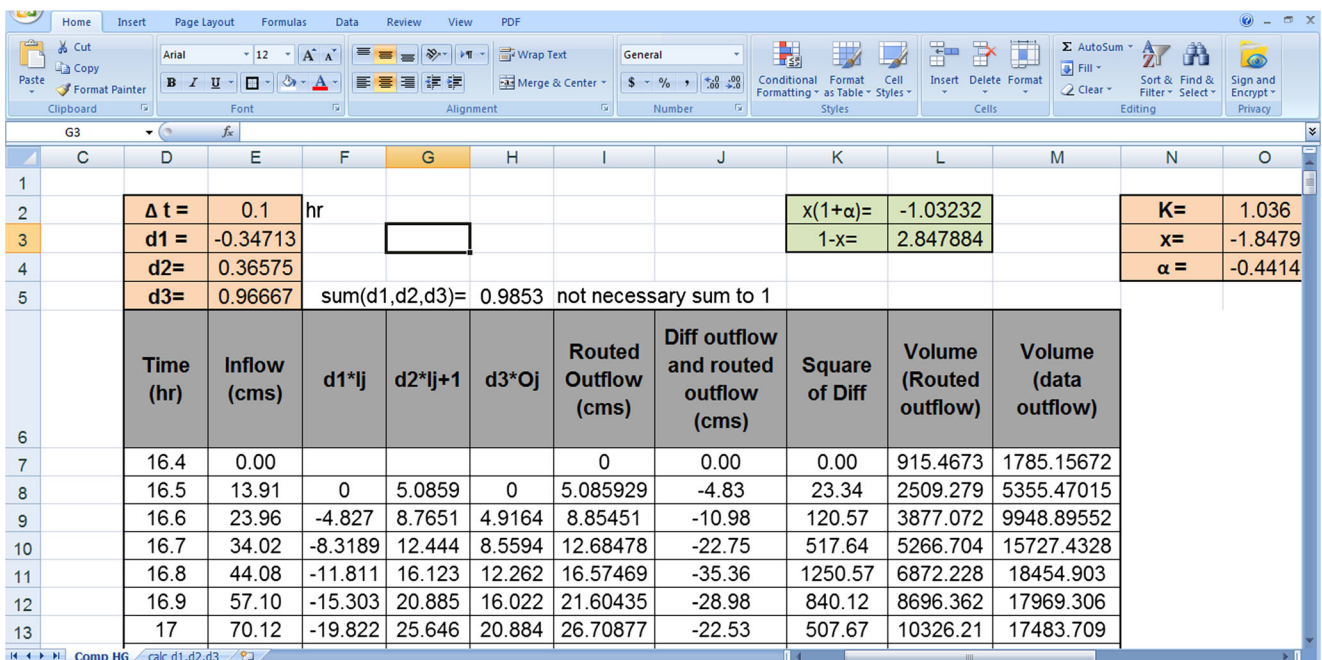 Home Insert Page Layout Formulas Data Review View PDF
Paste
Cut
Copy
Format Painter
Clipboard
Arial 12
Font
Wrap Text
Merge & Center
Alignment
General
$ % ,
Number
Conditional Formatting
Format as Table
Cell Styles
Styles
Insert Delete Format
Cells
Σ AutoSum
Fill
Clear
Sort & Filter
Find & Select
Editing
Sign and Encrypt
Privacy
G3 fx
C D E F G H I J K L M N O
1
2 Δ t = 0.1 hr x(1+α)= -1.03232 K= 1.036
3 d1 = -0.34713 1-x= 2.847884 x= -1.8479
4 d2= 0.36575 α = -0.4414
5 d3= 0.96667 sum(d1,d2,d3)= 0.9853 not necessary sum to 1
6 Time (hr) Inflow (cms) d1*Ij d2*Ij+1 d3*Oj Routed Outflow (cms) Diff outflow and routed outflow (cms) Square of Diff Volume (Routed outflow) Volume (data outflow)
7 16.4 0.00 0 0.00 0.00 915.4673 1785.15672
8 16.5 13.91 0 5.0859 0 5.085929 -4.83 23.34 2509.279 5355.47015
9 16.6 23.96 -4.827 8.7651 4.9164 8.85451 -10.98 120.57 3877.072 9948.89552
10 16.7 34.02 -8.3189 12.444 8.5594 12.68478 -22.75 517.64 5266.704 15727.4328
11 16.8 44.08 -11.811 16.123 12.262 16.57469 -35.36 1250.57 6872.228 18454.903
12 16.9 57.10 -15.303 20.885 16.022 21.60435 -28.98 840.12 8696.362 17969.306
13 17 70.12 -19.822 25.646 20.884 26.70877 -22.53 507.67 10326.21 17483.709
Comp HG calc d1,d2,d3